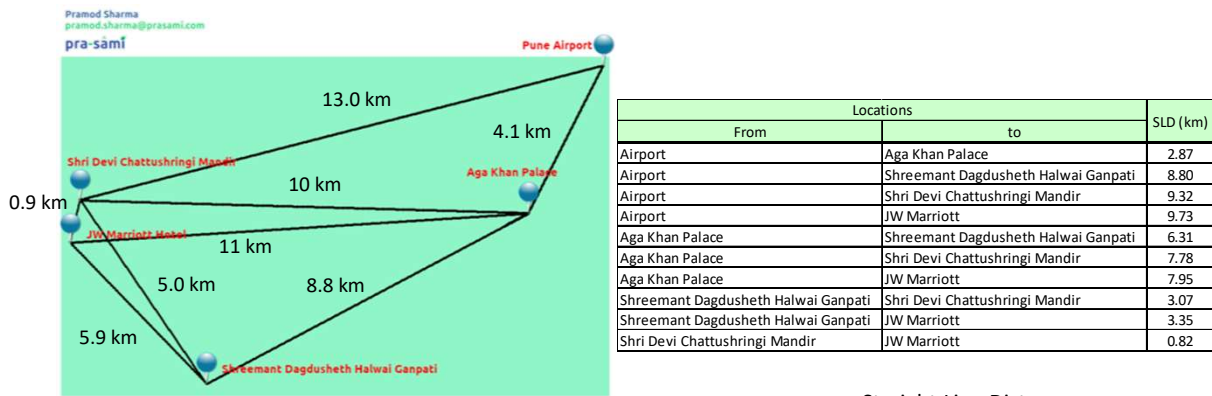 Pramod Sharma
pramod.sharma@prasami.com
pra-sâmi
Pune Airport
13.0 km
4.1 km
Shri Devi Chattushringi Mandir
Aga Khan Palace
10 km
0.9 km
JW Marriott Hotel
11 km
5.0 km
8.8 km
5.9 km
Shreemant Dagdusheth Halwai Ganpati
Locations SLD (km)
From to
Airport Aga Khan Palace 2.87
Airport Shreemant Dagdusheth Halwai Ganpati 8.80
Airport Shri Devi Chattushringi Mandir 9.32
Airport JW Marriott 9.73
Aga Khan Palace Shreemant Dagdusheth Halwai Ganpati 6.31
Aga Khan Palace Shri Devi Chattushringi Mandir 7.78
Aga Khan Palace JW Marriott 7.95
Shreemant Dagdusheth Halwai Ganpati Shri Devi Chattushringi Mandir 3.07
Shreemant Dagdusheth Halwai Ganpati JW Marriott 3.35
Shri Devi Chattushringi Mandir JW Marriott 0.82